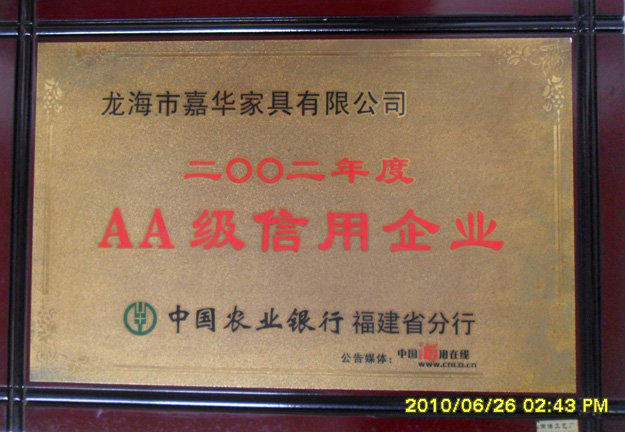 龙海市嘉华家具有限公司
二〇〇二年度
AA级信用企业
中国农业银行 福建省分行
公告媒体：中国海湖在线
www.cnco.cn
2010/06/26 02:43 PM